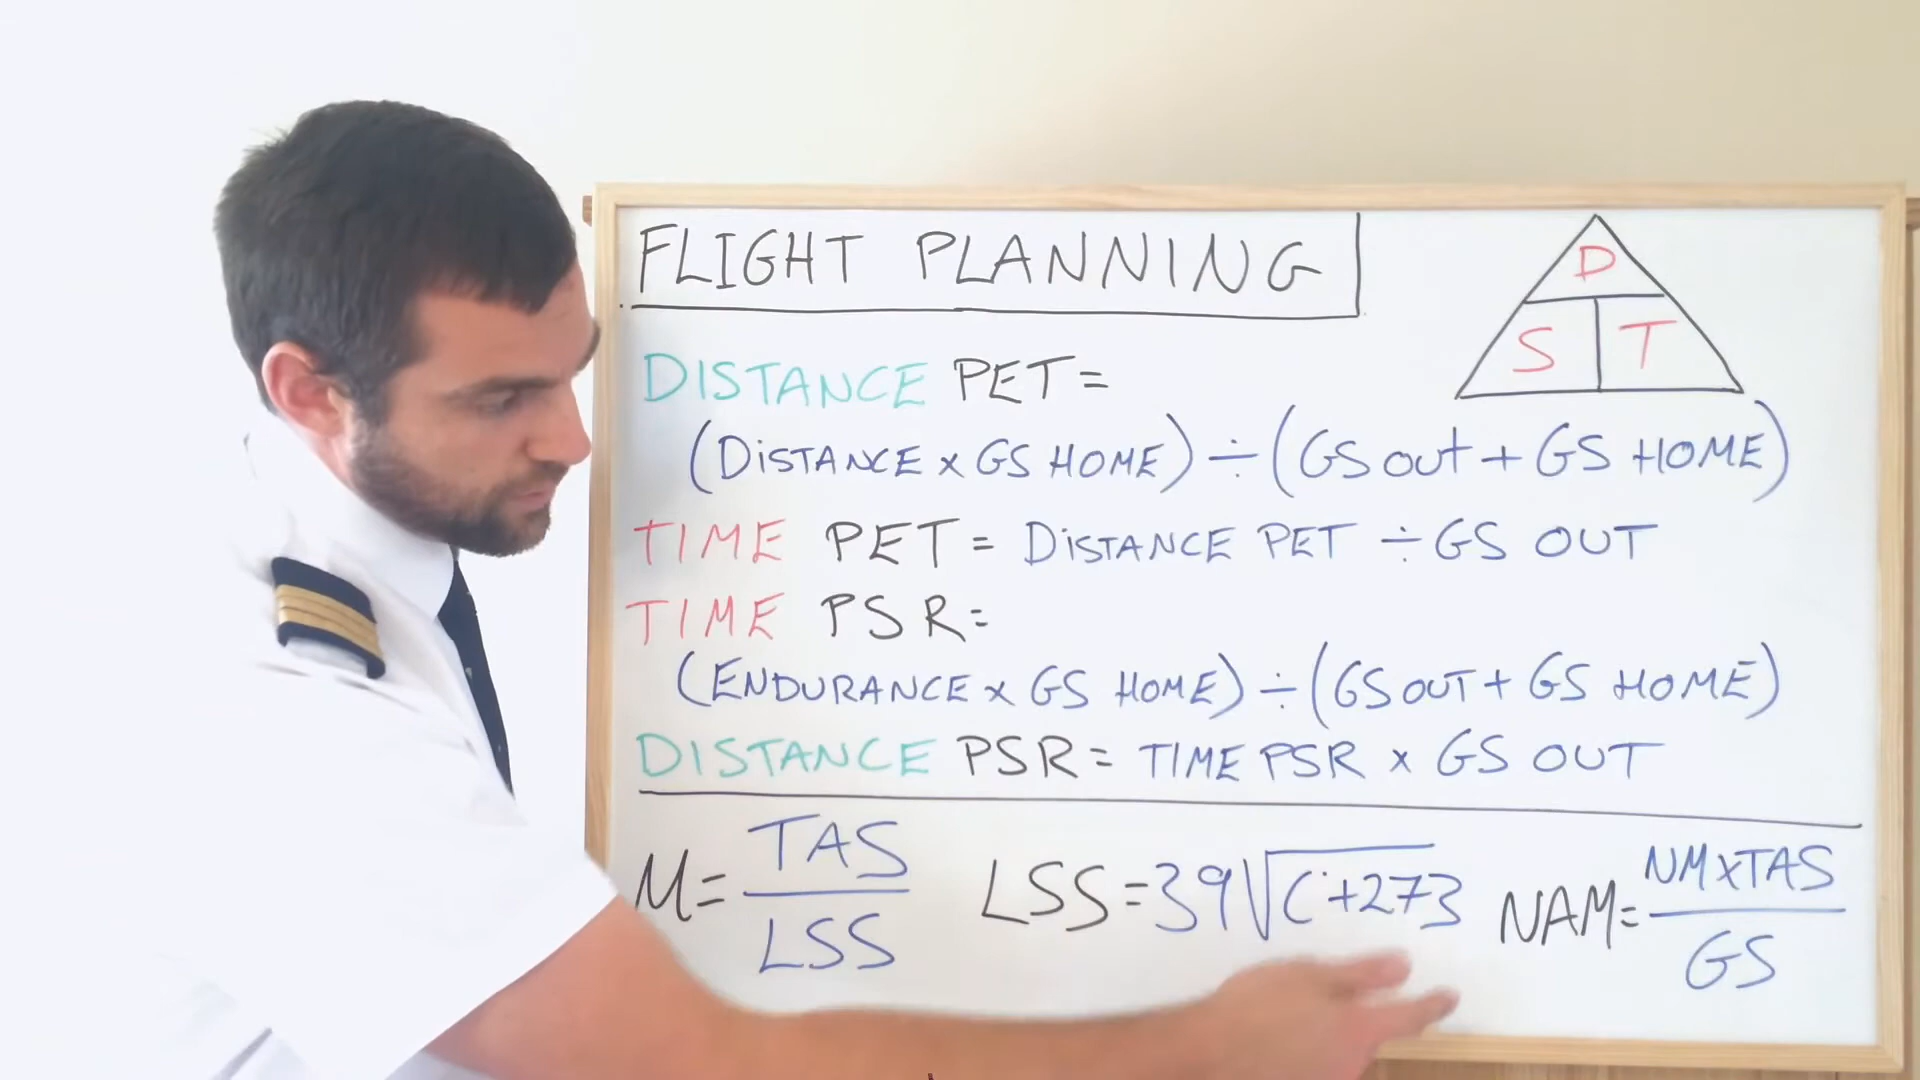 FLIGHT PLANNING
D
S T
DISTANCE PET =
(DiSTANCE x GS HOME) ÷ (GS out + GS HOME)
TIME PET = DiSTANCE PET ÷ GS OUT
TIME PSR =
(ENDURANCE x GS HOME) ÷ (GS OUT + GS HOME)
DISTANCE PSR = TIME PSR x GS OUT
M = TAS / LSS
LSS = 39√C°+273
NAM = NM x TAS / GS